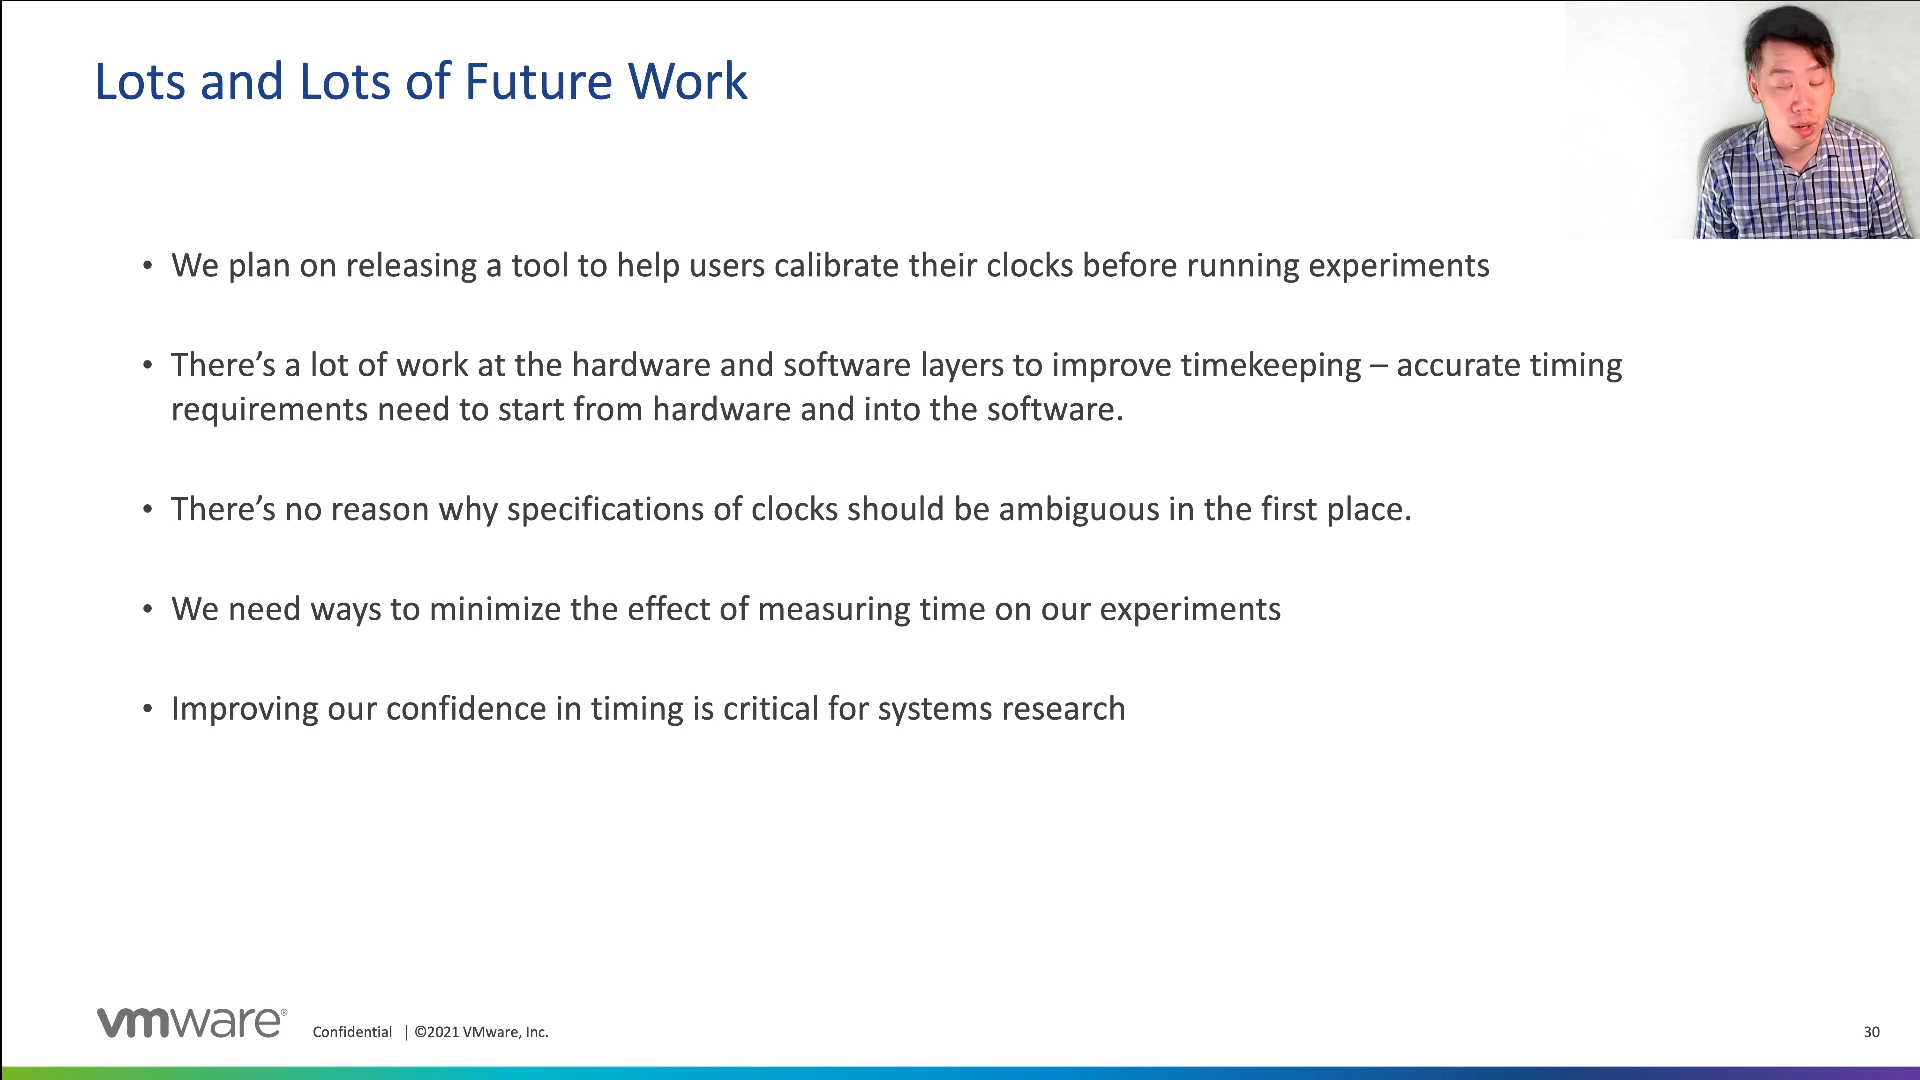 Lots and Lots of Future Work
• We plan on releasing a tool to help users calibrate their clocks before running experiments
• There’s a lot of work at the hardware and software layers to improve timekeeping – accurate timing
requirements need to start from hardware and into the software.
• There’s no reason why specifications of clocks should be ambiguous in the first place.
• We need ways to minimize the effect of measuring time on our experiments
• Improving our confidence in timing is critical for systems research
vmware® Confidential | ©2021 VMware, Inc. 30